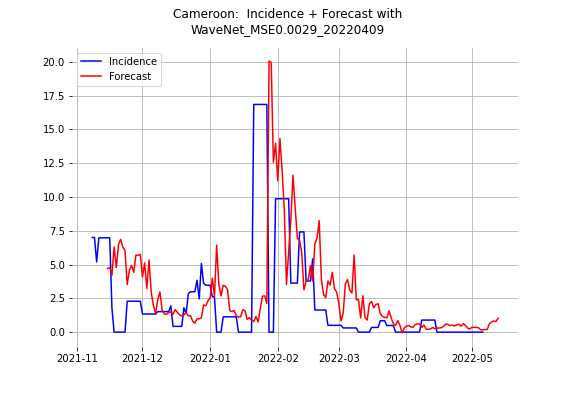 Cameroon:  Incidence + Forecast with
WaveNet_MSE0.0029_20220409
Incidence
Forecast
20.0
17.5
15.0
12.5
10.0
7.5
5.0
2.5
0.0
2021-11 2021-12 2022-01 2022-02 2022-03 2022-04 2022-05